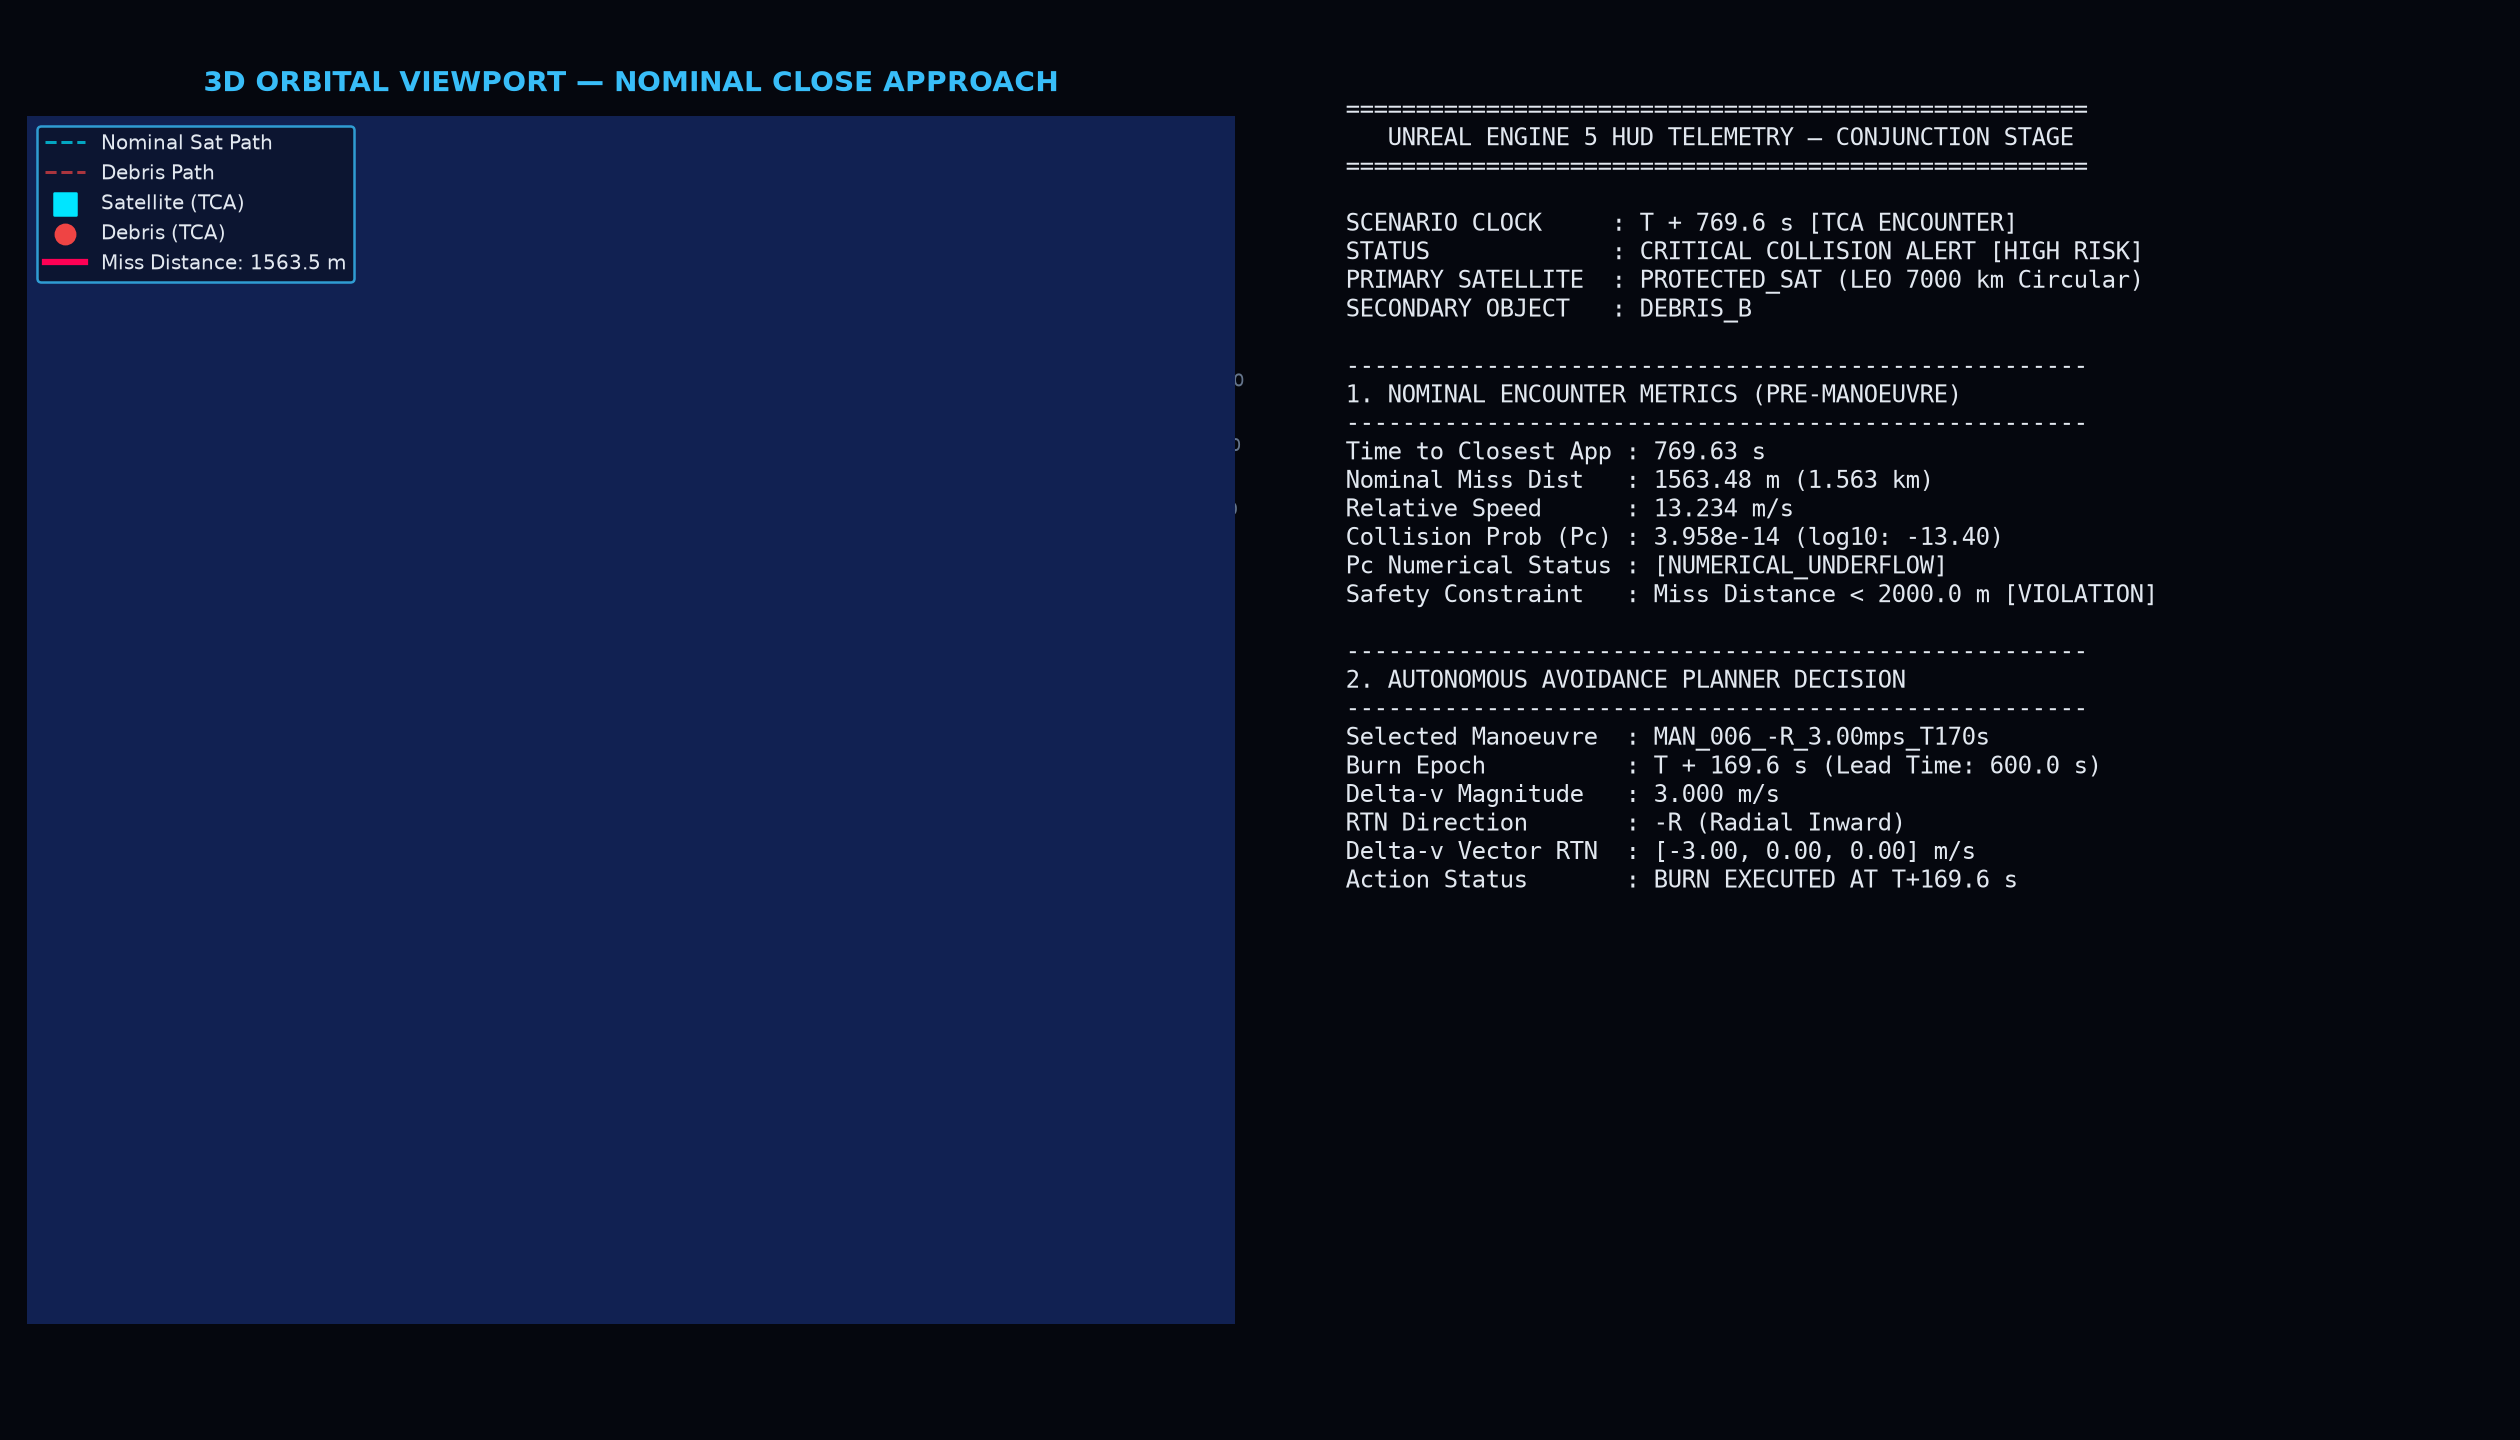 3D ORBITAL VIEWPORT — NOMINAL CLOSE APPROACH
Nominal Sat Path
Debris Path
Satellite (TCA)
Debris (TCA)
Miss Distance: 1563.5 m
=====================================================
UNREAL ENGINE 5 HUD TELEMETRY — CONJUNCTION STAGE
=====================================================
SCENARIO CLOCK     : T + 769.6 s [TCA ENCOUNTER]
STATUS             : CRITICAL COLLISION ALERT [HIGH RISK]
PRIMARY SATELLITE  : PROTECTED_SAT (LEO 7000 km Circular)
SECONDARY OBJECT   : DEBRIS_B
-----------------------------------------------------
1. NOMINAL ENCOUNTER METRICS (PRE-MANOEUVRE)
-----------------------------------------------------
Time to Closest App : 769.63 s
Nominal Miss Dist   : 1563.48 m (1.563 km)
Relative Speed      : 13.234 m/s
Collision Prob (Pc) : 3.958e-14 (log10: -13.40)
Pc Numerical Status : [NUMERICAL_UNDERFLOW]
Safety Constraint   : Miss Distance < 2000.0 m [VIOLATION]
-----------------------------------------------------
2. AUTONOMOUS AVOIDANCE PLANNER DECISION
-----------------------------------------------------
Selected Manoeuvre  : MAN_006_-R_3.00mps_T170s
Burn Epoch          : T + 169.6 s (Lead Time: 600.0 s)
Delta-v Magnitude   : 3.000 m/s
RTN Direction       : -R (Radial Inward)
Delta-v Vector RTN  : [-3.00, 0.00, 0.00] m/s
Action Status       : BURN EXECUTED AT T+169.6 s